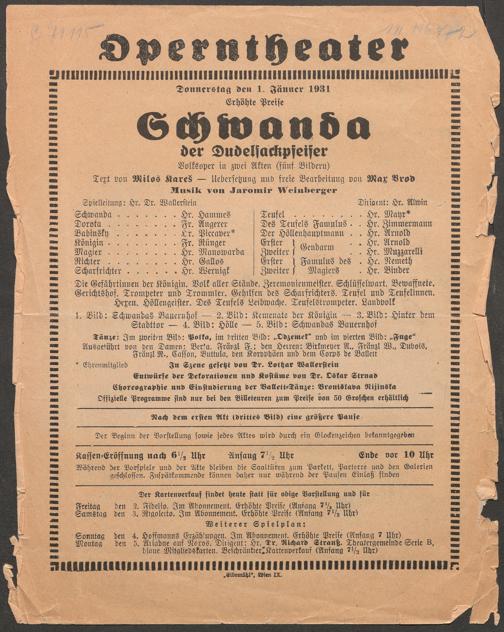 Operntheater
Donnerstag den 1. Jänner 1931
Erhöhte Preise
Schwanda
der Dudelsackpfeifer
Volksoper in zwei Akten (fünf Bildern)
Text von Milos Kareš — Uebersetzung und freie Bearbeitung von Max Brod
Musik von Jaromir Weinberger
Spielleitung: Hr. Dr. Wallerstein Dirigent: Hr. Alwin
Schwanda . . . . . . . Hr. Hammes
Dorota . . . . . . . Fr. Angerer
Babinsky . . . . . . . Hr. Piccaver*
Königin . . . . . . . Fr. Rünger
Magier . . . . . . . Hr. Manowarda
Richter . . . . . . . Hr. Gallos
Scharfrichter . . . . . . Hr. Wernigk
Teufel . . . . . . . Hr. Mayr*
Des Teufels Famulus . . Hr. Zimmermann
Der Höllenhauptmann . . Hr. Arnold
Erster } Gendarm . . Hr. Arnold
Zweiter } Hr. Muzzarelli
Erster } Famulus des Hr. Nemeth
Zweiter } Magiers Hr. Binder
Die Gefährtinnen der Königin. Volk aller Stände. Zeremonienmeister. Schlüsselwart. Bewaffnete.
Gerichtshof. Trompeter und Trommler. Gehilfen des Scharfrichters. Teufel und Teufelinnen.
Hexen. Höllengeister. Des Teufels Leibwache. Teufelstrompeter. Landvolk
1. Bild: Schwandas Bauernhof — 2. Bild: Kemenate der Königin — 3. Bild: Hinter dem
Stadttor — 4. Bild: Hölle — 5. Bild: Schwandas Bauernhof
Tänze: Im zweiten Bild: Polka, im dritten Bild: „Odzemek" und im vierten Bild: „Fuge"
Ausgeführt von den Damen: Berka, Fränzl F.; den Herren: Birkmeyer R., Fränzl W., Dubois,
Fränzl R., Casson, Buttula, den Koryphäen und dem Corps de Ballett
* Ehrenmitglied In Szene gesetzt von Dr. Lothar Wallerstein
Entwürfe der Dekorationen und Kostüme von Dr. Oskar Strnad
Choreographie und Einstudierung der Ballett-Tänze: Bronislava Nijinska
Offizielle Programme sind nur bei den Billeteuren zum Preise von 50 Groschen erhältlich
Nach dem ersten Akt (drittes Bild) eine größere Pause
Der Beginn der Vorstellung sowie jedes Aktes wird durch ein Glockenzeichen bekanntgegeben
Kassen-Eröffnung nach 6½ Uhr Anfang 7½ Uhr Ende vor 10 Uhr
Während der Vorspiele und der Akte bleiben die Saaltüren zum Parkett, Parterre und den Galerien
geschlossen. Zuspätkommende können daher nur während der Pausen Einlaß finden
Der Kartenverkauf findet heute statt für obige Vorstellung und für
Freitag den 2. Fidelio. Im Abonnement. Erhöhte Preise (Anfang 7½ Uhr)
Samstag den 3. Rigoletto. Im Abonnement. Erhöhte Preise (Anfang 7½ Uhr)
Weiterer Spielplan:
Sonntag den 4. Hoffmanns Erzählungen. Im Abonnement. Erhöhte Preise (Anfang 7 Uhr)
Montag den 5. Ariadne auf Naxos. Dirigent: Hr. Dr. Richard Strauß. Theatergemeinde Serie B,
blaue Mitgliedskarten. Beschränkter Kartenverkauf (Anfang 7½ Uhr)
„Elbemühl", Wien IX.